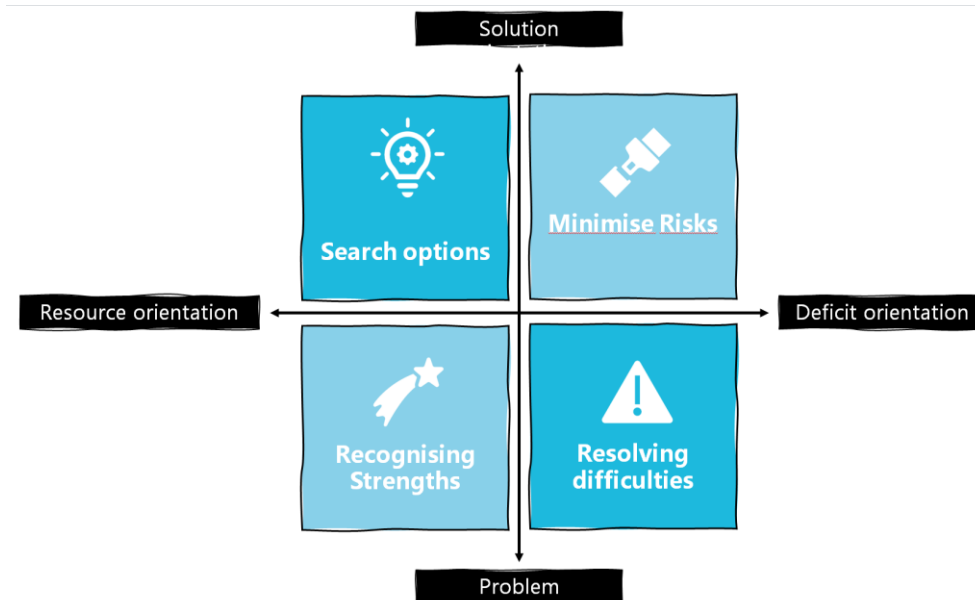 Solution
Search options
Minimise Risks
Resource orientation
Deficit orientation
Recognising
Strengths
Resolving
difficulties
Problem